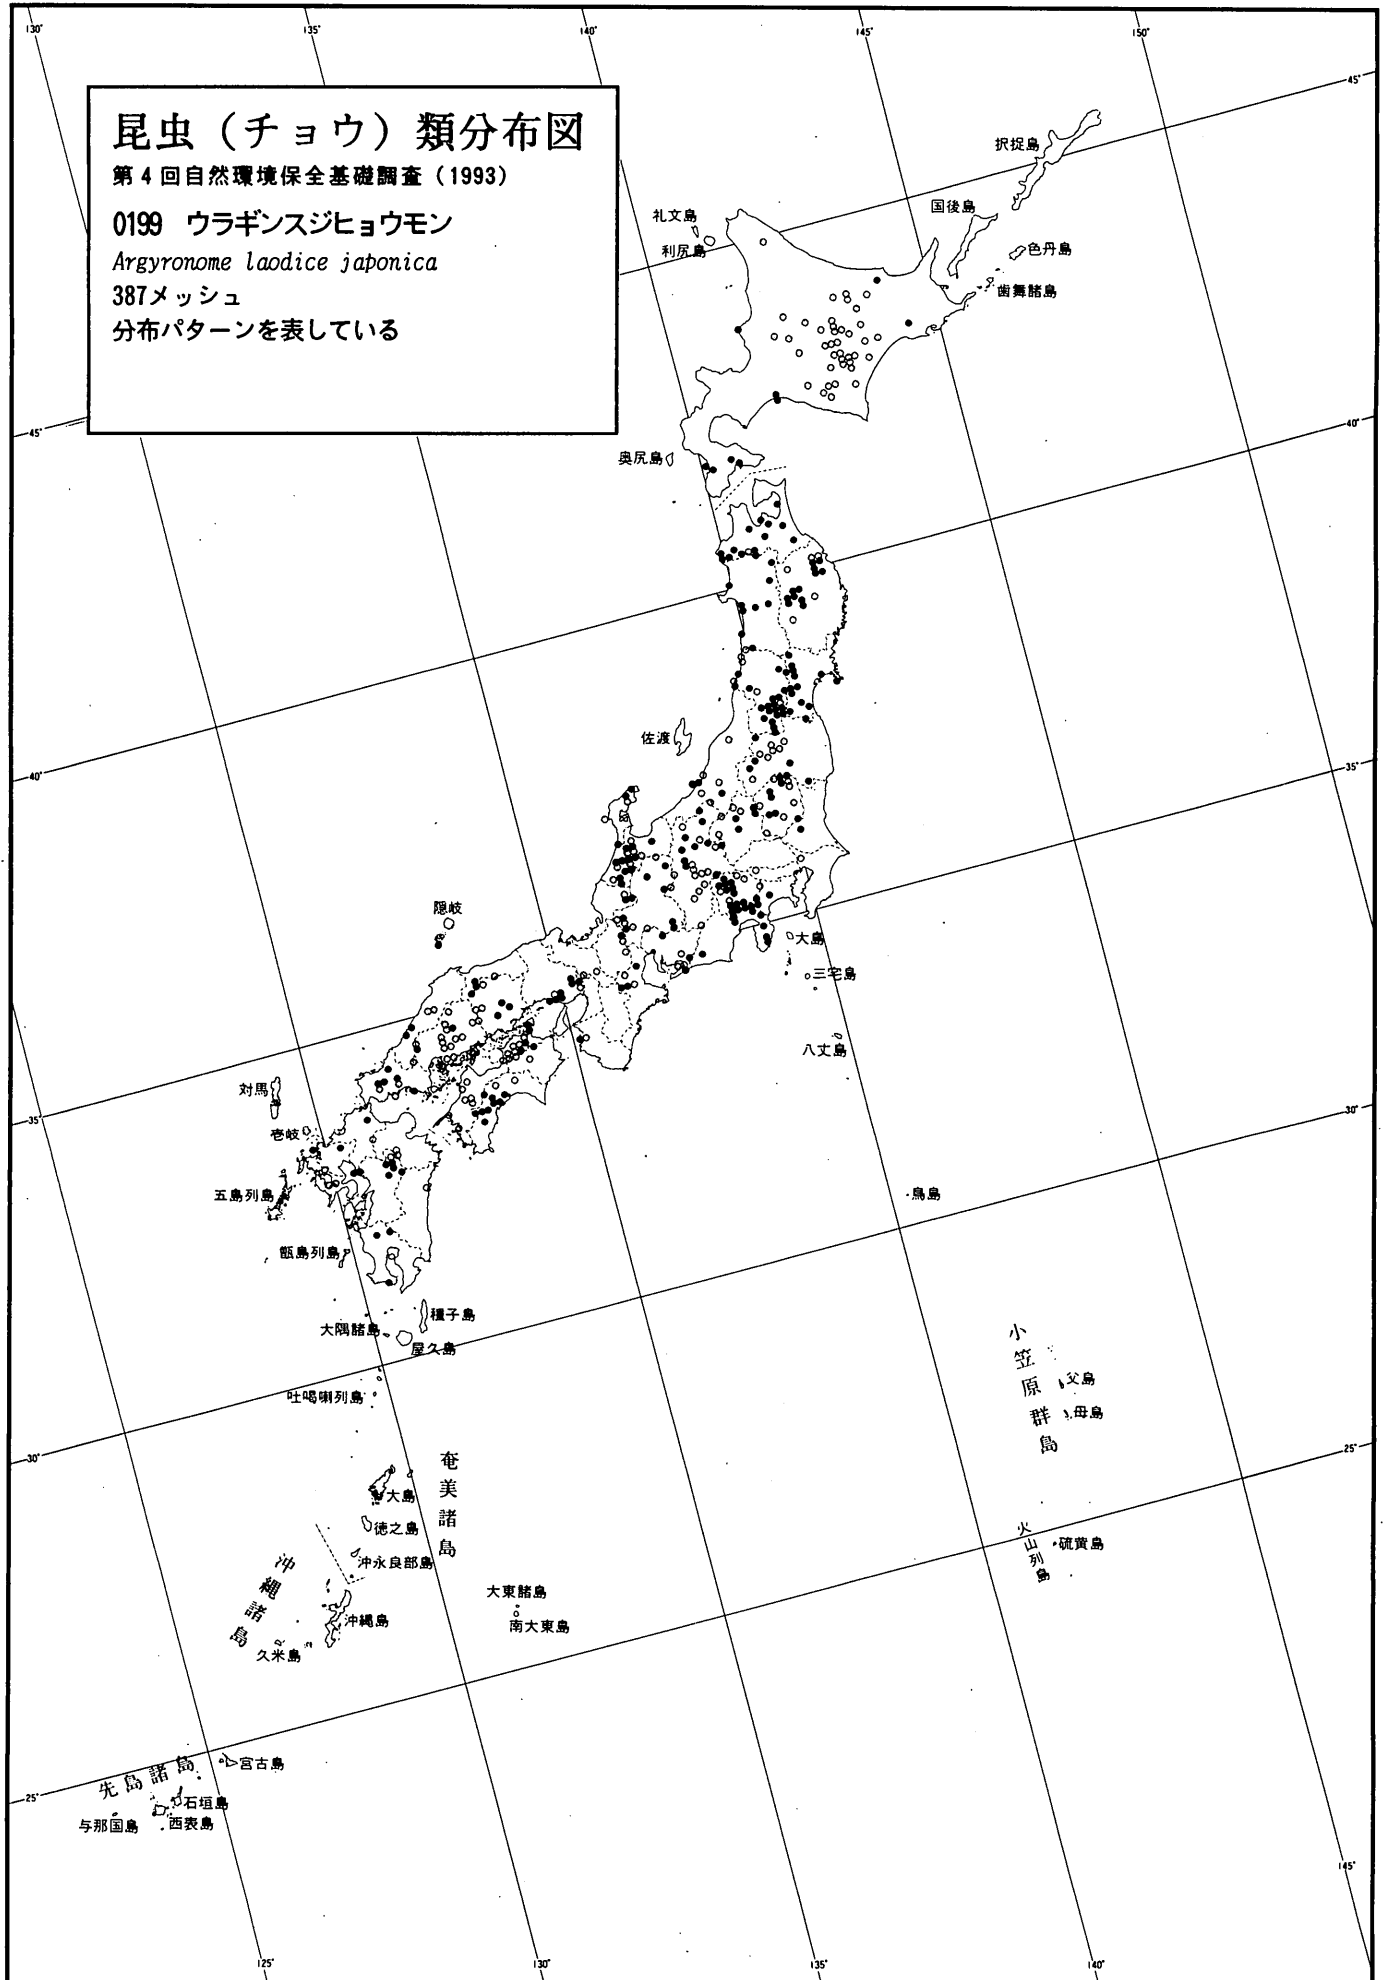 130°
135°
140°
145°
150°
昆虫（チョウ）類分布図
第4回自然環境保全基礎調査（1993）
0199 ウラギンスジヒョウモン
Argyronome laodice japonica
387メッシュ
分布パターンを表している
45°
択捉島
国後島
礼文島
利尻島
色丹島
歯舞諸島
45°
40°
奥尻島
佐渡
40°
35°
隠岐
大島
三宅島
八丈島
対馬
35°
壱岐
30°
五島列島
鳥島
甑島列島
種子島
大隅諸島
屋久島
吐喝喇列島
小笠原群島
父島
母島
30°
25°
奄美諸島
大島
徳之島
沖永良部島
火山列島
硫黄島
沖縄諸島
沖縄島
久米島
大東諸島
南大東島
先島諸島
宮古島
25°
石垣島
与那国島
西表島
145°
125°
130°
135°
140°